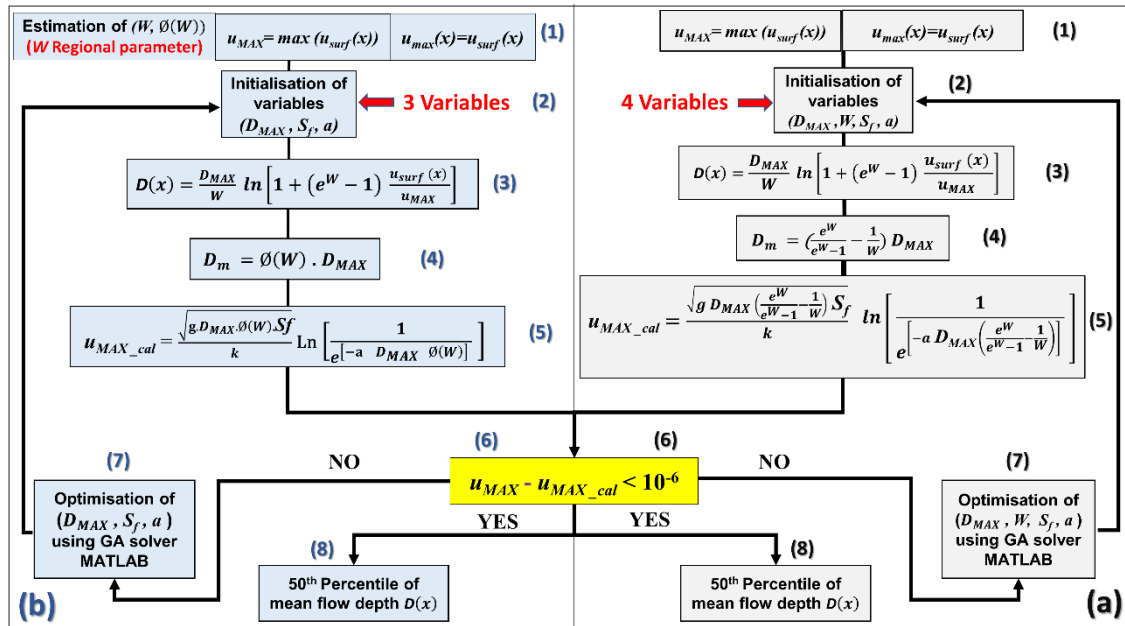 Estimation of (W, Ø(W))
(W Regional parameter)
u_MAX= max (u_surf(x))
u_max(x)=u_surf(x)
(1)
Initialisation of
variables
(D_MAX , S_f , a)
3 Variables
(2)
D(x) = D_MAX/W ln [1 + (e^W − 1) u_surf (x)/u_MAX]
(3)
D_m = Ø(W) . D_MAX
(4)
u_MAX_cal = √(g.D_MAX.Ø(W).Sf)/k Ln [1/e^[−a D_MAX Ø(W)]]
(5)
(6)
(7)
NO
Optimisation of
(D_MAX , S_f , a )
using GA solver
MATLAB
YES
(8)
50th Percentile of
mean flow depth D(x)
(b)
u_MAX= max (u_surf(x))
u_max(x)=u_surf(x)
(1)
4 Variables
Initialisation of
variables
(D_MAX ,W, S_f , a)
(2)
D(x) = D_MAX/W ln [1 + (e^W − 1) u_surf (x)/u_MAX]
(3)
D_m = (e^W/(e^W−1) − 1/W) D_MAX
(4)
u_MAX_cal = √(g D_MAX (e^W/(e^W−1) − 1/W) S_f)/k ln [1/e^[−a D_MAX(e^W/(e^W−1) − 1/W)]]
(5)
(6)
u_MAX - u_MAX_cal < 10^-6
NO
(7)
Optimisation of
(D_MAX , W, S_f , a )
using GA solver
MATLAB
YES
(8)
50th Percentile of
mean flow depth D(x)
(a)